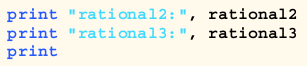 print "rational2:", rational2
print "rational3:", rational3
print